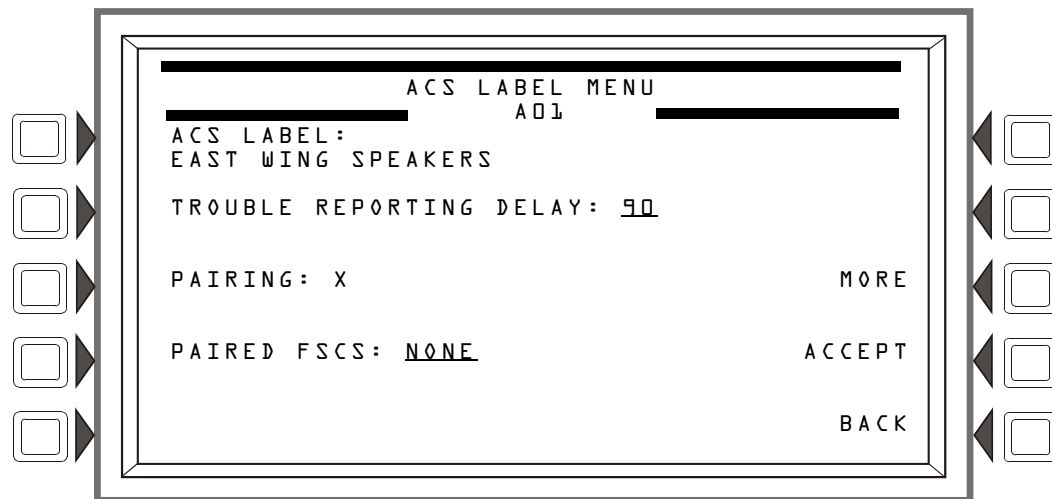 ACS LABEL MENU
A01
ACS LABEL:
EAST WING SPEAKERS
TROUBLE REPORTING DELAY: 90
PAIRING: X
MORE
PAIRED FSCS: NONE
ACCEPT
BACK